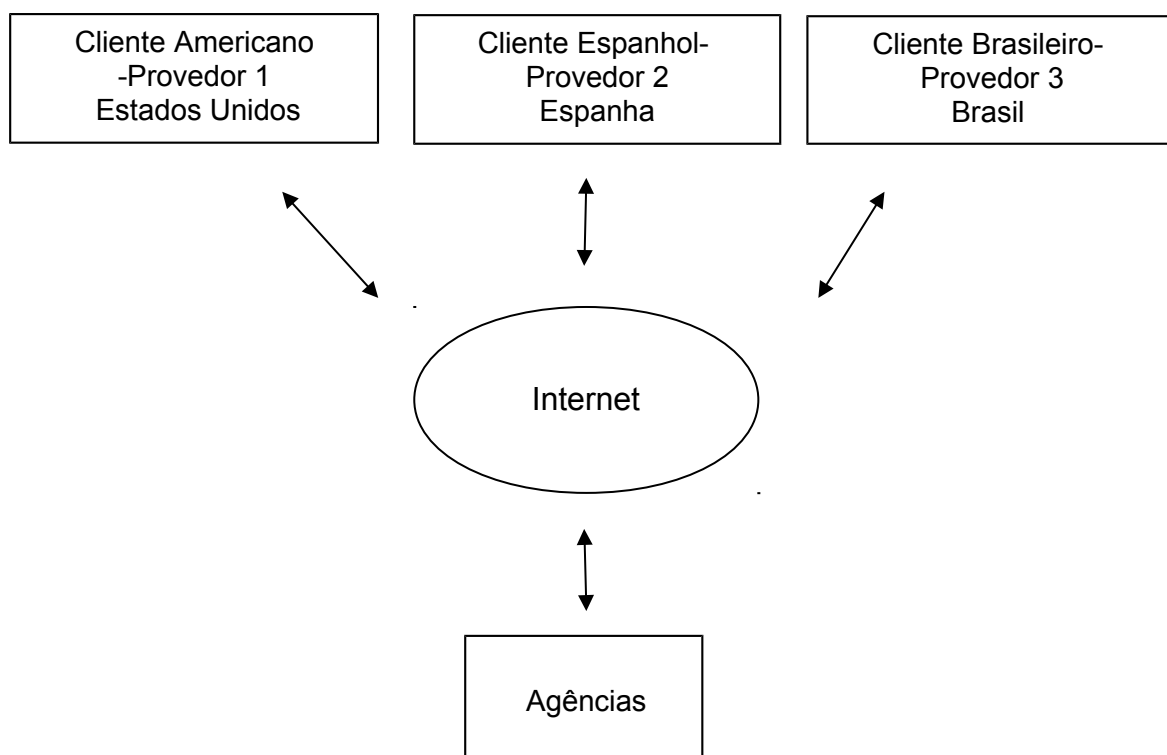 Cliente Americano
-Provedor 1
Estados Unidos
Cliente Espanhol-
Provedor 2
Espanha
Cliente Brasileiro-
Provedor 3
Brasil
Internet
Agências